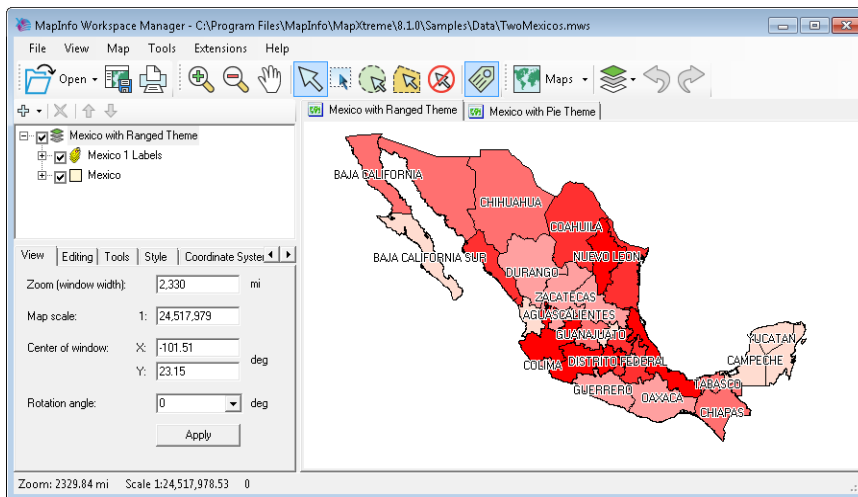 MapInfo Workspace Manager - C:\Program Files\MapInfo\MapXtreme\8.1.0\Samples\Data\TwoMexicos.mws
File View Map Tools Extensions Help
Open Maps
Mexico with Ranged Theme
Mexico 1 Labels
Mexico
View Editing Tools Style Coordinate System
Zoom (window width): 2,330 mi
Map scale: 1: 24,517,979
Center of window: X: -101.51
deg
Y: 23.15
Rotation angle: 0 deg
Apply
Mexico with Ranged Theme Mexico with Pie Theme
BAJA CALIFORNIA
CHIHUAHUA
COAHUILA
BAJA CALIFORNIA SUR
NUEVO LEON
DURANGO
ZACATECAS
AGUASCALIENTES
GUANAJUATO
YUCATAN
COLIMA
DISTRITO FEDERAL
CAMPECHE
TABASCO
GUERRERO
OAXACA
CHIAPAS
Zoom: 2329.84 mi Scale 1:24,517,978.53 0